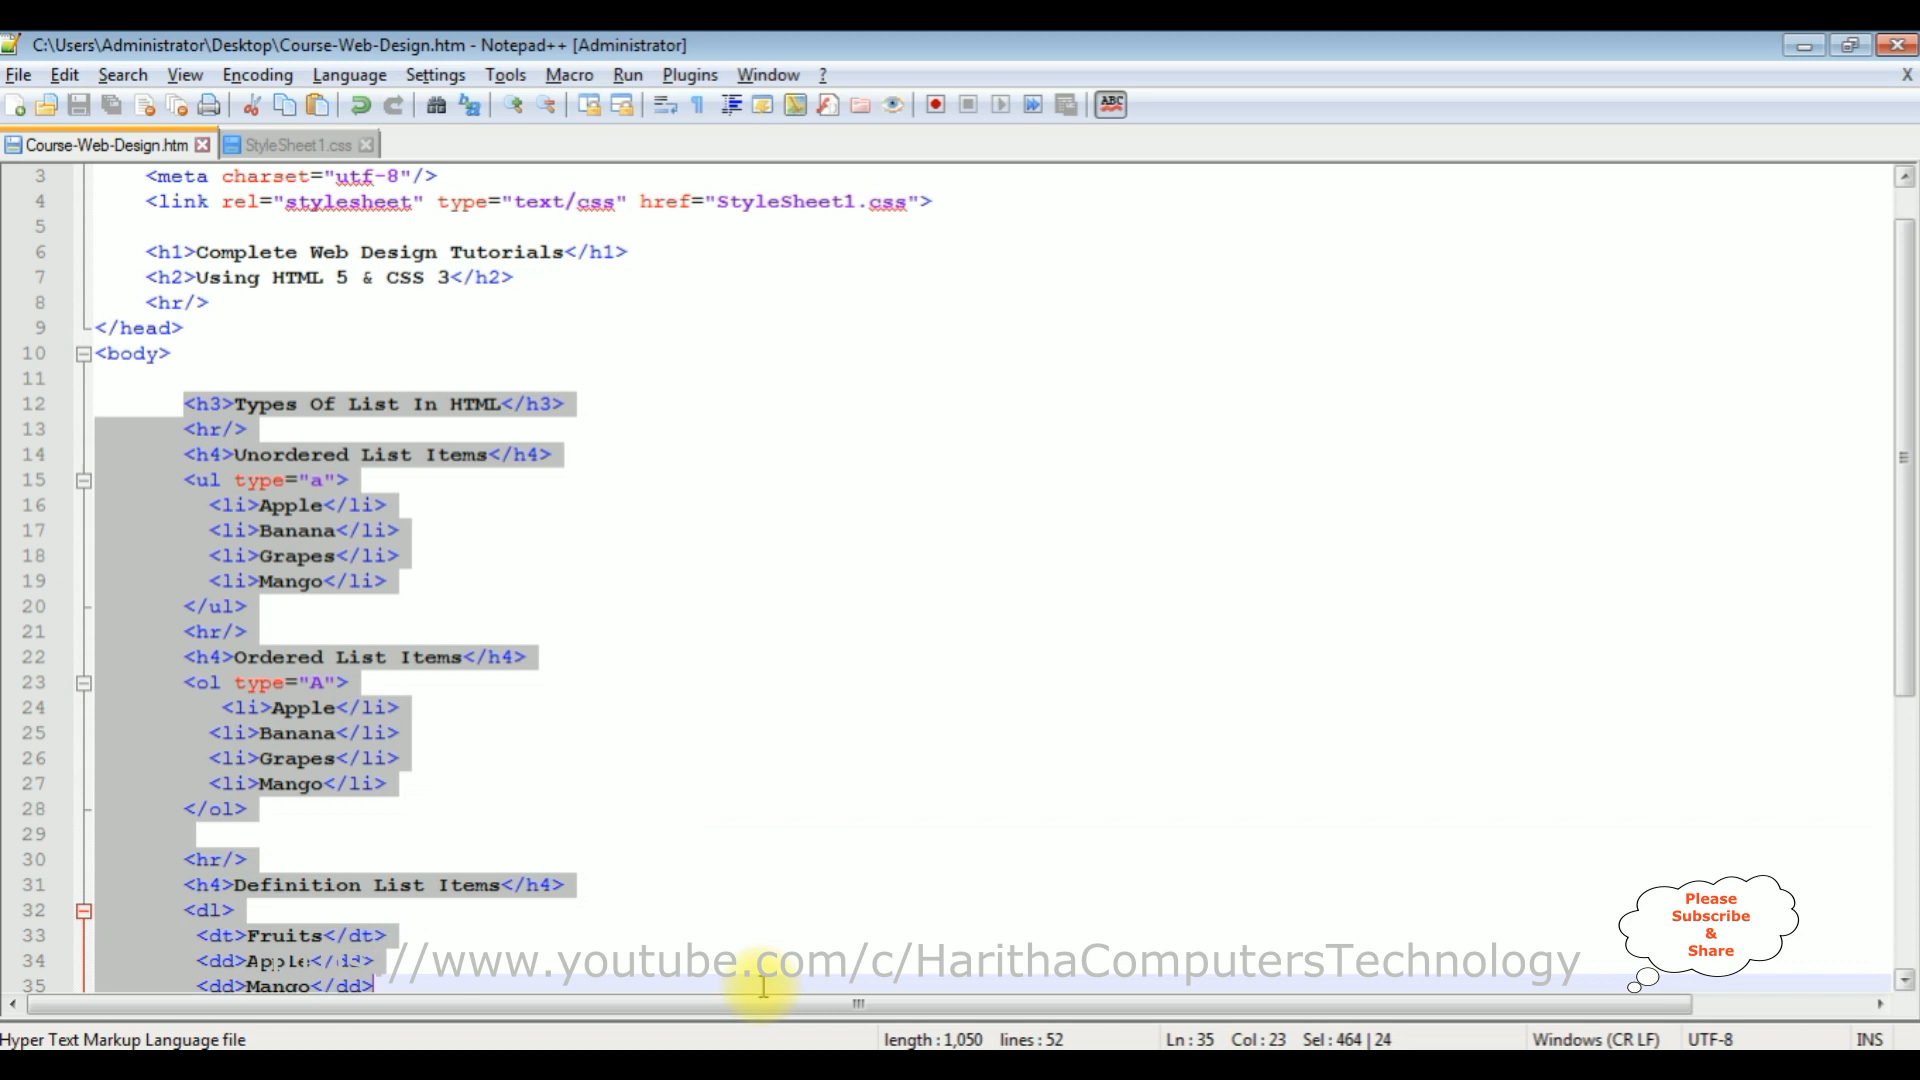 C:\Users\Administrator\Desktop\Course-Web-Design.htm - Notepad++ [Administrator]
File Edit Search View Encoding Language Settings Tools Macro Run Plugins Window ? X
ABC
Course-Web-Design.htm StyleSheet1.css
3 <meta charset="utf-8"/>
4 <link rel="stylesheet" type="text/css" href="StyleSheet1.css">
5
6 <h1>Complete Web Design Tutorials</h1>
7 <h2>Using HTML 5 & CSS 3</h2>
8 <hr/>
9 </head>
10 <body>
11
12 <h3>Types Of List In HTML</h3>
13 <hr/>
14 <h4>Unordered List Items</h4>
15 <ul type="a">
16 <li>Apple</li>
17 <li>Banana</li>
18 <li>Grapes</li>
19 <li>Mango</li>
20 </ul>
21 <hr/>
22 <h4>Ordered List Items</h4>
23 <ol type="A">
24 <li>Apple</li>
25 <li>Banana</li>
26 <li>Grapes</li>
27 <li>Mango</li>
28 </ol>
29
30 <hr/>
31 <h4>Definition List Items</h4>
32 <dl>
33 <dt>Fruits</dt>
34 <dd>Apple</dd>
35 <dd>Mango</dd>
//www.youtube.com/c/HarithaComputersTechnology
Please
Subscribe
&
Share
Hyper Text Markup Language file length : 1,050 lines : 52 Ln : 35 Col : 23 Sel : 464 | 24 Windows (CR LF) UTF-8 INS